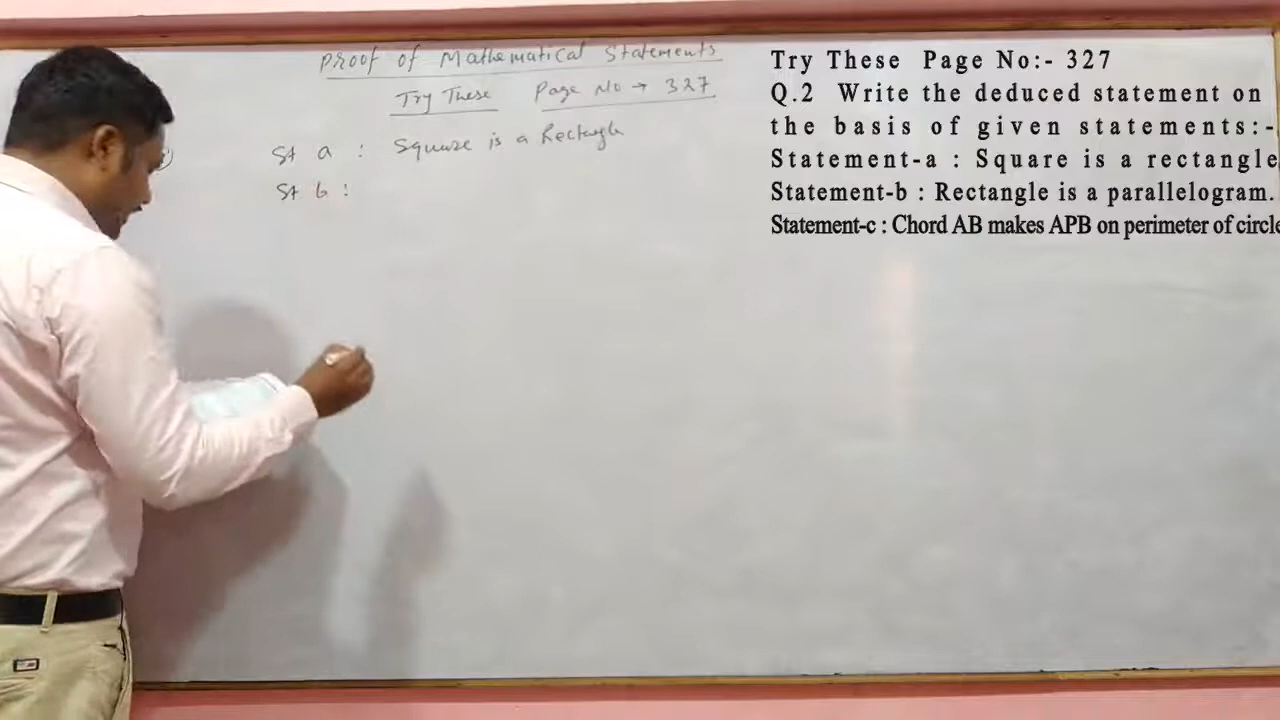 Proof of Mathematical Statements
Try These Page No → 327
St a : Square is a Rectangle
St b :
Try These Page No:- 327
Q.2 Write the deduced statement on
the basis of given statements:-
Statement-a : Square is a rectangle
Statement-b : Rectangle is a parallelogram.
Statement-c : Chord AB makes APB on perimeter of circle